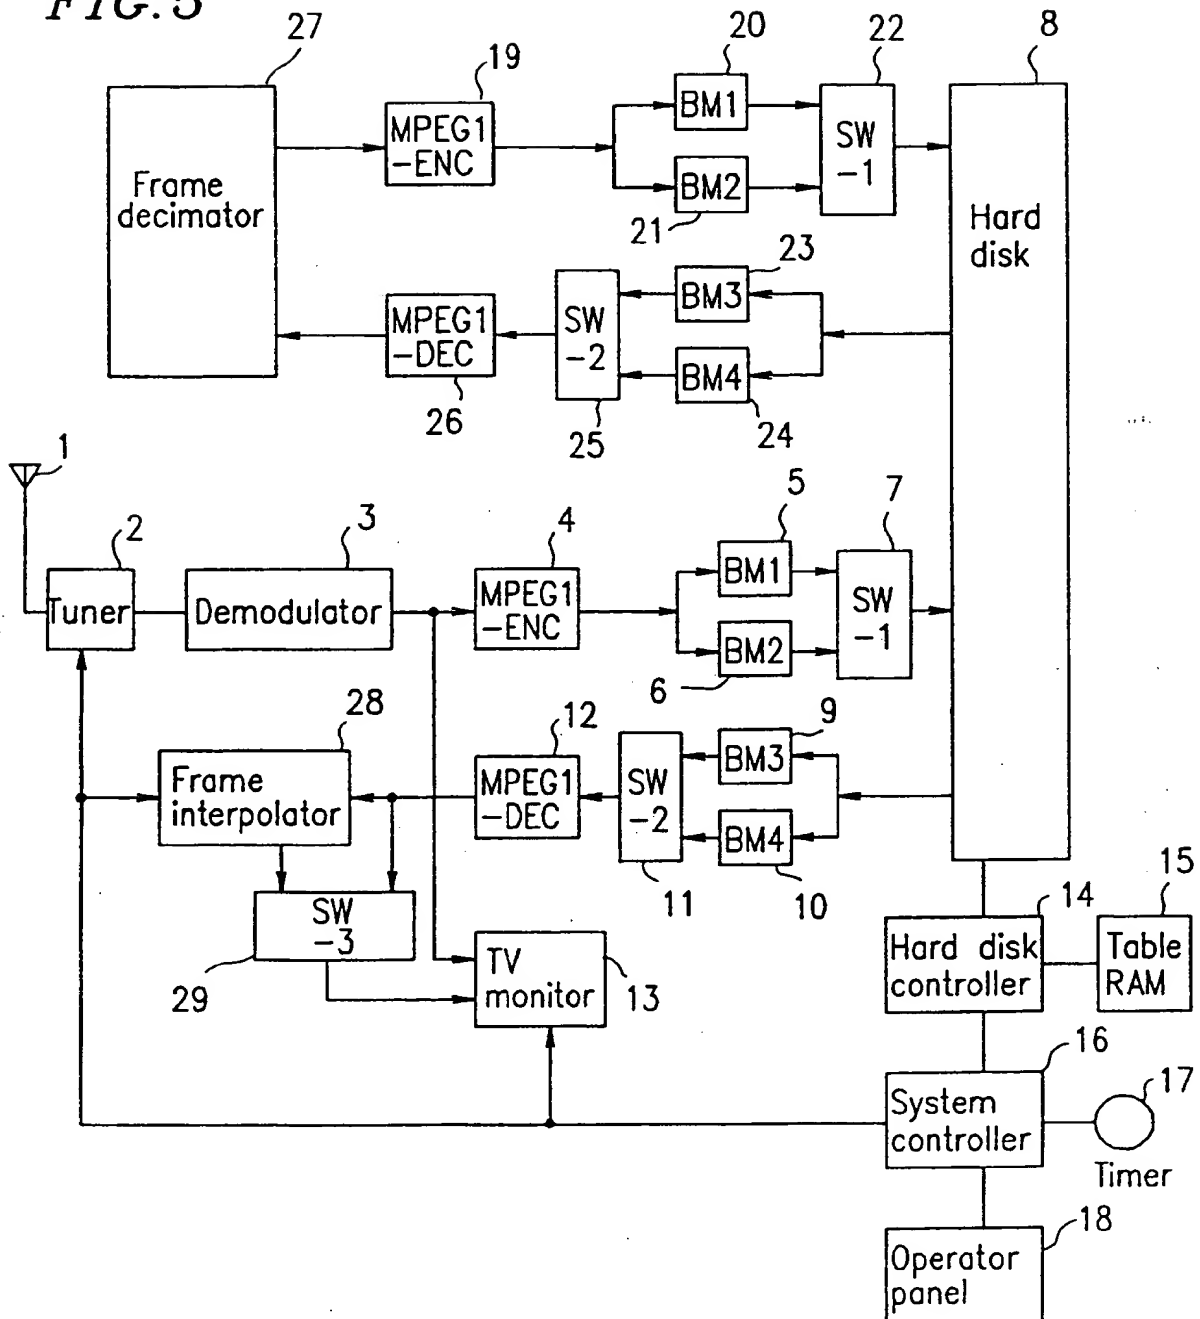 FIG. 5
27
19
20
22
8
MPEG1
-ENC
BM1
SW
-1
Frame
decimator
BM2
Hard
disk
21
23
MPEG1
-DEC
SW
-2
BM3
BM4
26
25
24
1
2
3
4
5
7
Tuner
Demodulator
MPEG1
-ENC
BM1
SW
-1
BM2
6
28
12
9
Frame
interpolator
MPEG1
-DEC
SW
-2
BM3
BM4
11
10
14
15
SW
-3
29
TV
monitor
13
Hard disk
controller
Table
RAM
16
17
System
controller
Timer
18
Operator
panel